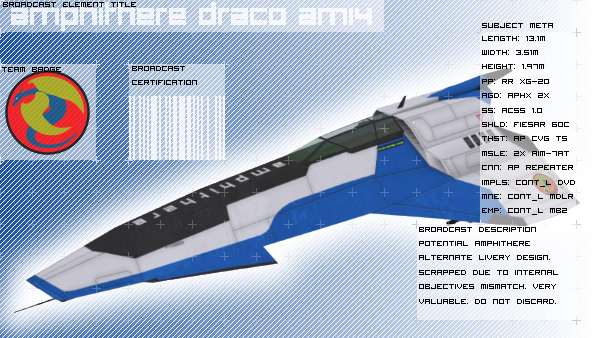 BROADCAST ELEMENT TITLE
amphithere draco am14
TEAM BADGE
BROADCAST
CERTIFICATION
amphithere
SUBJECT META
LENGTH: 13.1M
WIDTH: 3.51M
HEIGHT: 1.97M
PP: RR XG-20
AGD: APHX 2X
SS: ACSS 1.0
SHLD: FIESAR 60C
THST: AP CVG TS
MSLE: 2X AIM-7AT
CNN: AP REPEATER
IMPLS: CONT_L DVD
MNE: CONT_L MDLR
EMP: CONT_L MB2
BROADCAST DESCRIPTION
POTENTIAL AMPHITHERE
ALTERNATE LIVERY DESIGN.
SCRAPPED DUE TO INTERNAL
OBJECTIVES MISMATCH. VERY
VALUABLE. DO NOT DISCARD.